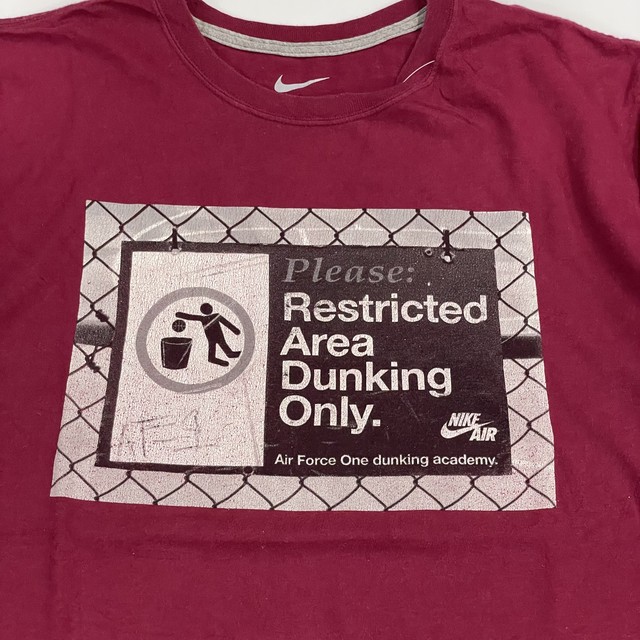 Please:
Restricted
Area
Dunking
Only.
NIKE
AIR
Air Force One dunking academy.